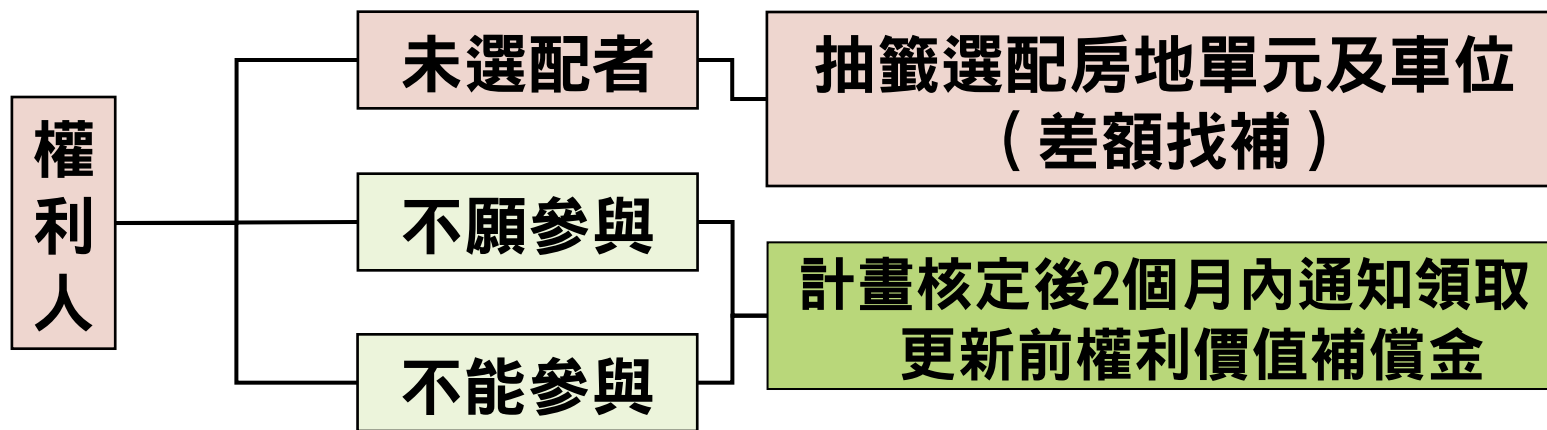 權利人
未選配者
抽籤選配房地單元及車位
（差額找補）
不願參與
不能參與
計畫核定後2個月內通知領取
更新前權利價值補償金